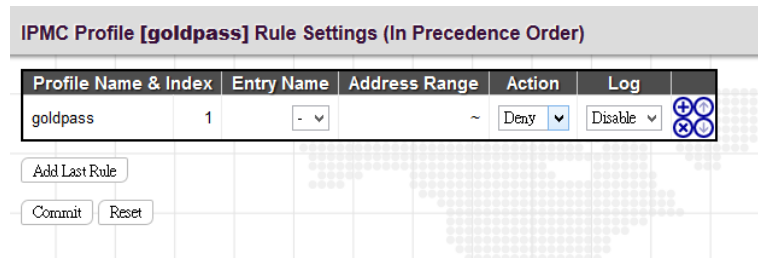 IPMC Profile [goldpass] Rule Settings (In Precedence Order)
Profile Name & Index Entry Name Address Range Action Log
goldpass 1 - ~ Deny Disable
Add Last Rule
Commit Reset